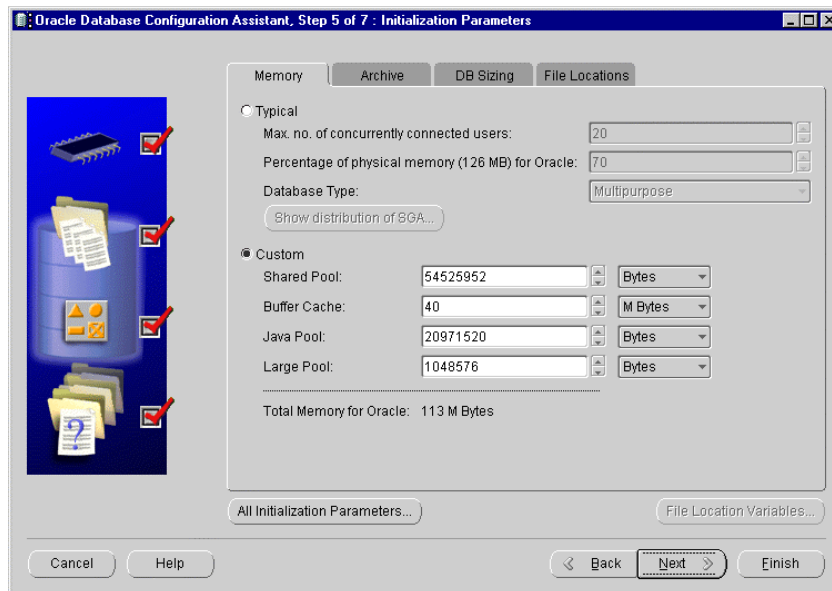 Oracle Database Configuration Assistant, Step 5 of 7 : Initialization Parameters
Memory Archive DB Sizing File Locations
Typical
Max. no. of concurrently connected users: 20
Percentage of physical memory (126 MB) for Oracle: 70
Database Type: Multipurpose
Show distribution of SGA...
Custom
Shared Pool: 54525952 Bytes
Buffer Cache: 40 M Bytes
Java Pool: 20971520 Bytes
Large Pool: 1048576 Bytes
Total Memory for Oracle: 113 M Bytes
?
All Initialization Parameters... File Location Variables...
Cancel Help Back Next Finish